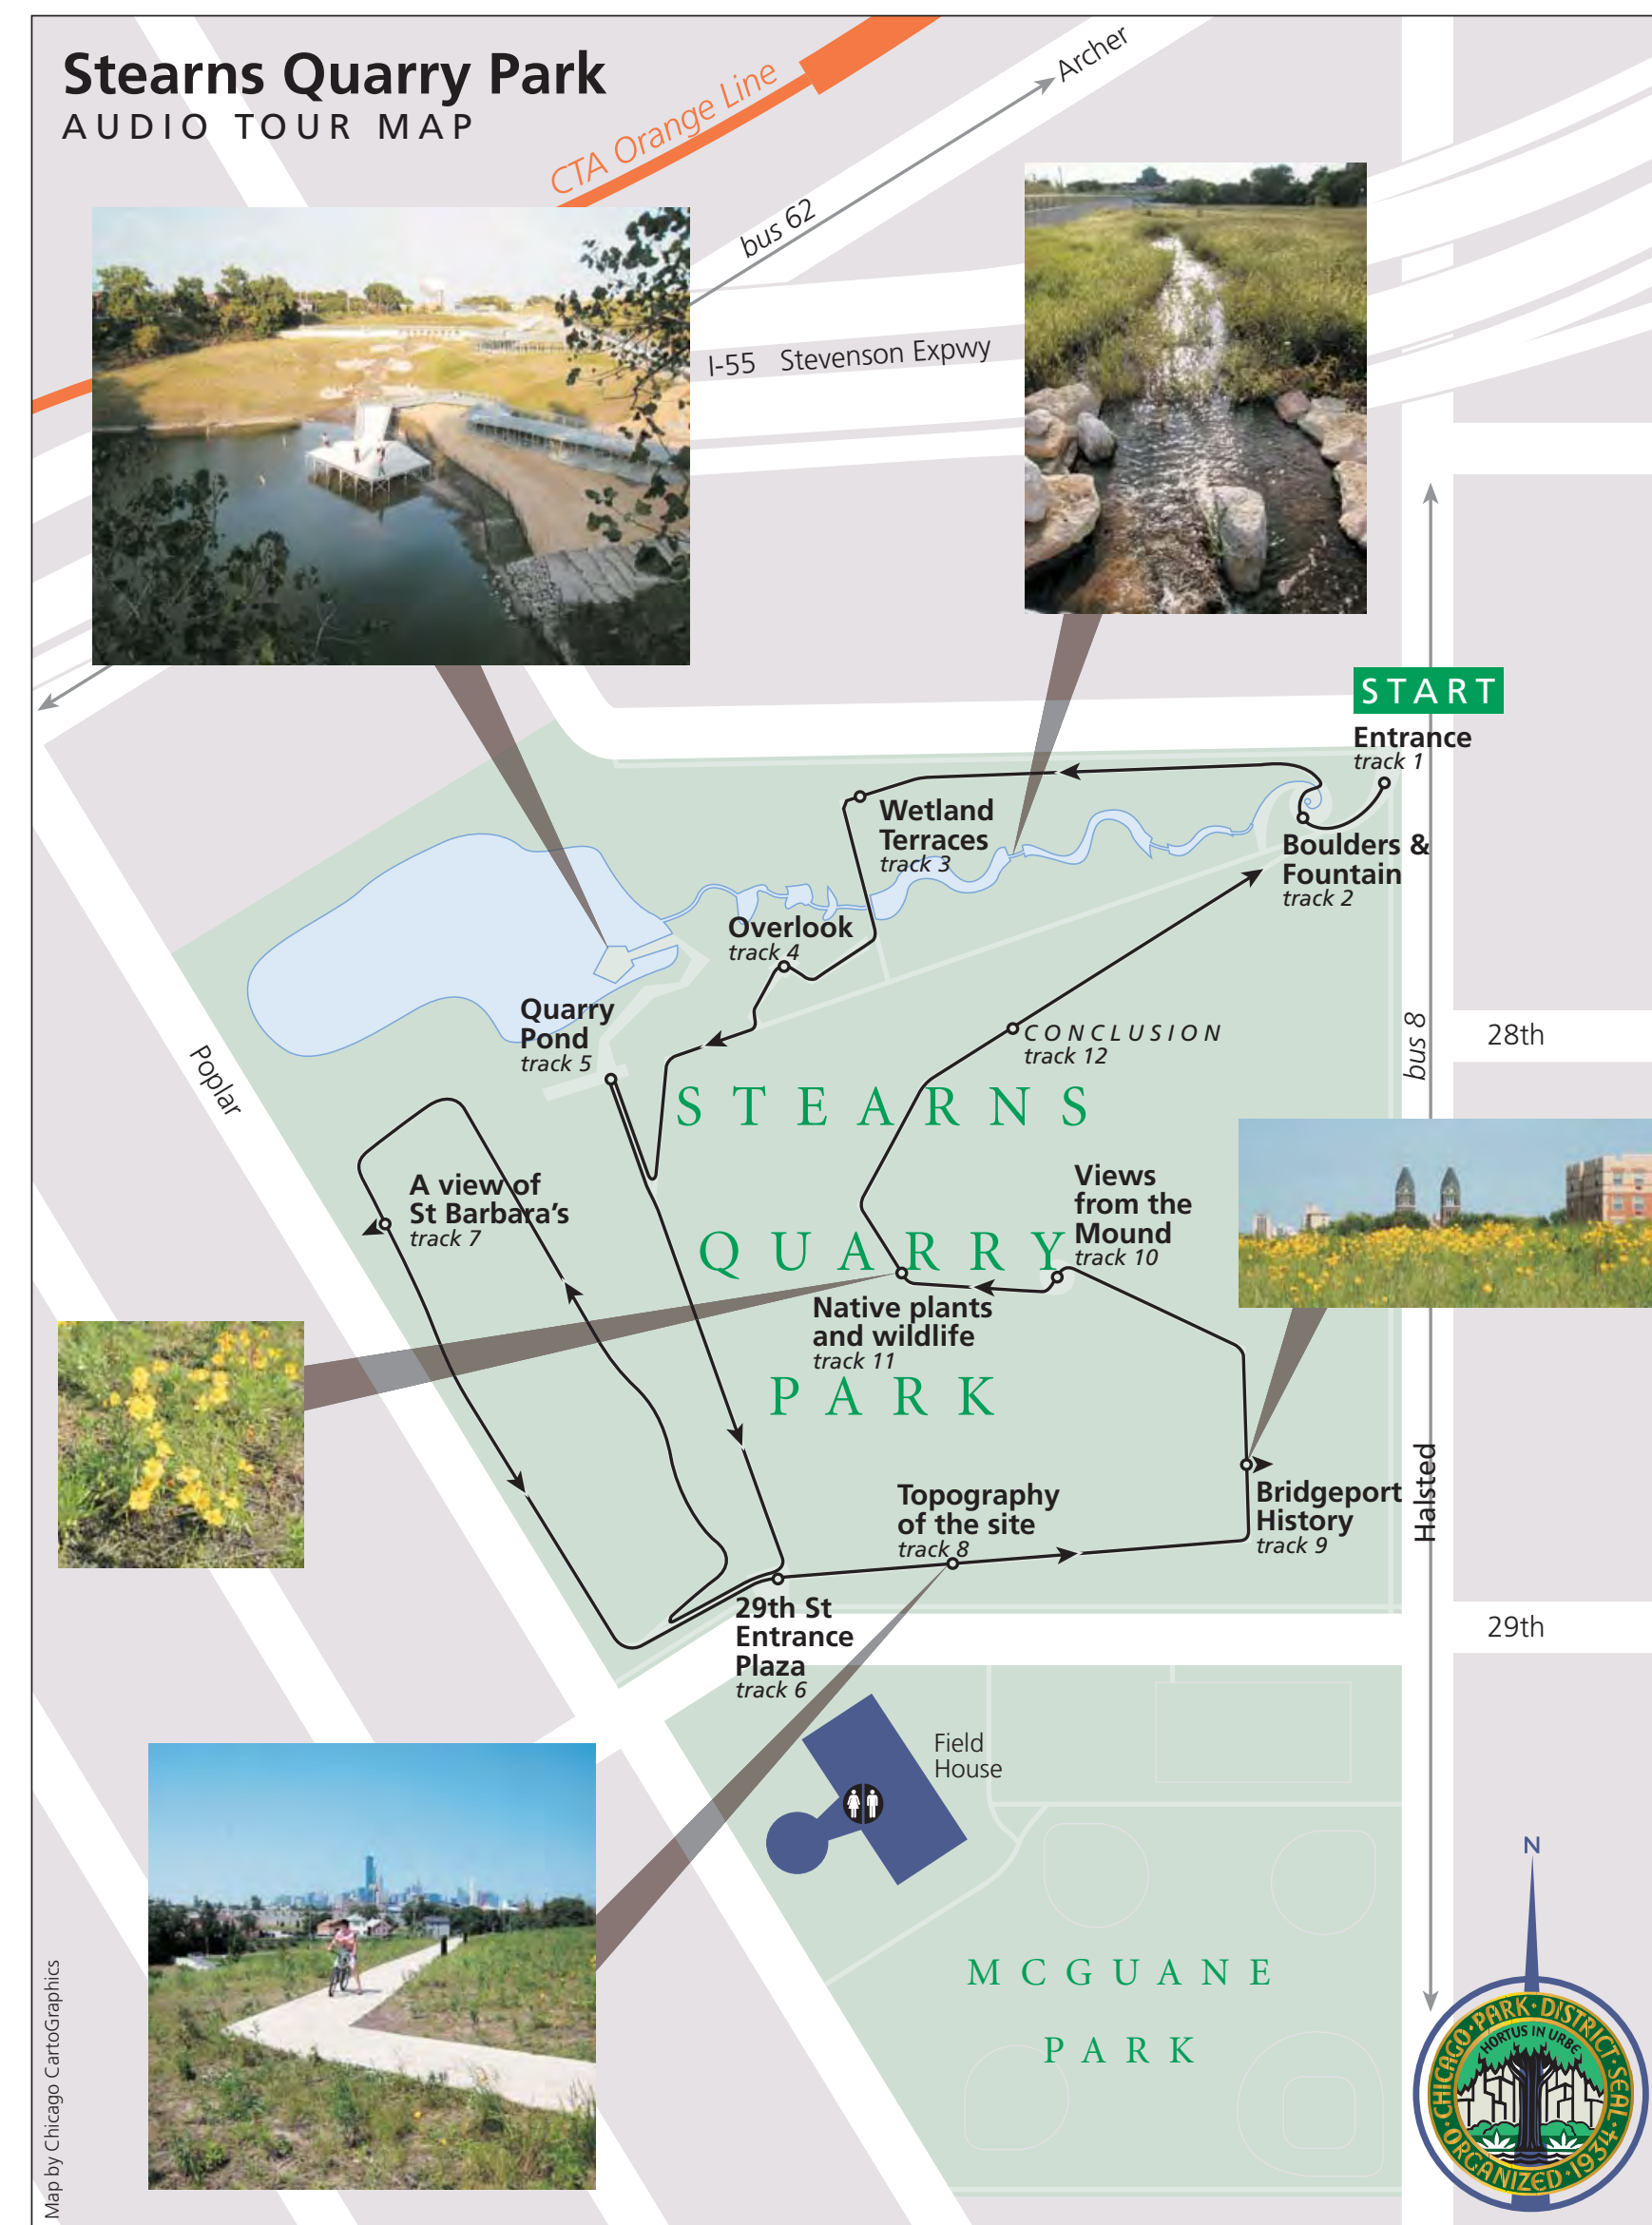 Stearns Quarry Park
AUDIO TOUR MAP
CTA Orange Line
Archer
bus 62
I-55 Stevenson Expwy
START
Entrance
track 1
Wetland
Terraces
track 3
Boulders &
Fountain
track 2
Overlook
track 4
Quarry
Pond
track 5
CONCLUSION
track 12
bus 8
28th
Poplar
STEARNS
QUARRY
PARK
A view of
St Barbara's
track 7
Views
from the
Mound
track 10
Native plants
and wildlife
track 11
Topography
of the site
track 8
Bridgeport
History
track 9
Halsted
29th St
Entrance
Plaza
track 6
29th
Field
House
MCGUANE
PARK
N
CHICAGO·PARK·DISTRICT·SEAL·
HORTUS IN URBE
·ORGANIZED·1934
Map by Chicago CartoGraphics